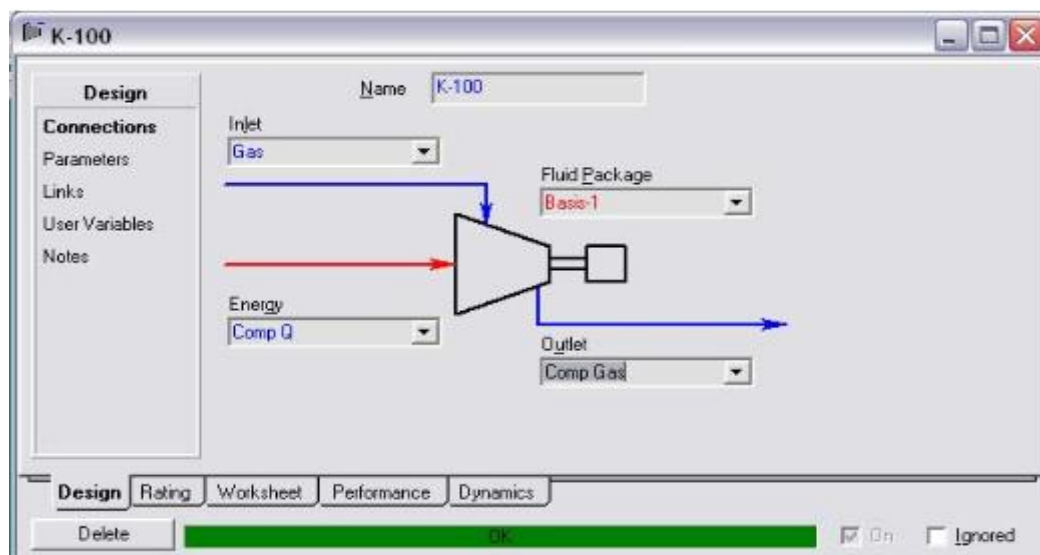 K-100
Design
Connections
Parameters
Links
User Variables
Notes
Name K-100
Inlet
Gas
Fluid Package
Basis-1
Energy
Comp Q
Outlet
Comp Gas
Design Rating Worksheet Performance Dynamics
Delete OK On Ignored